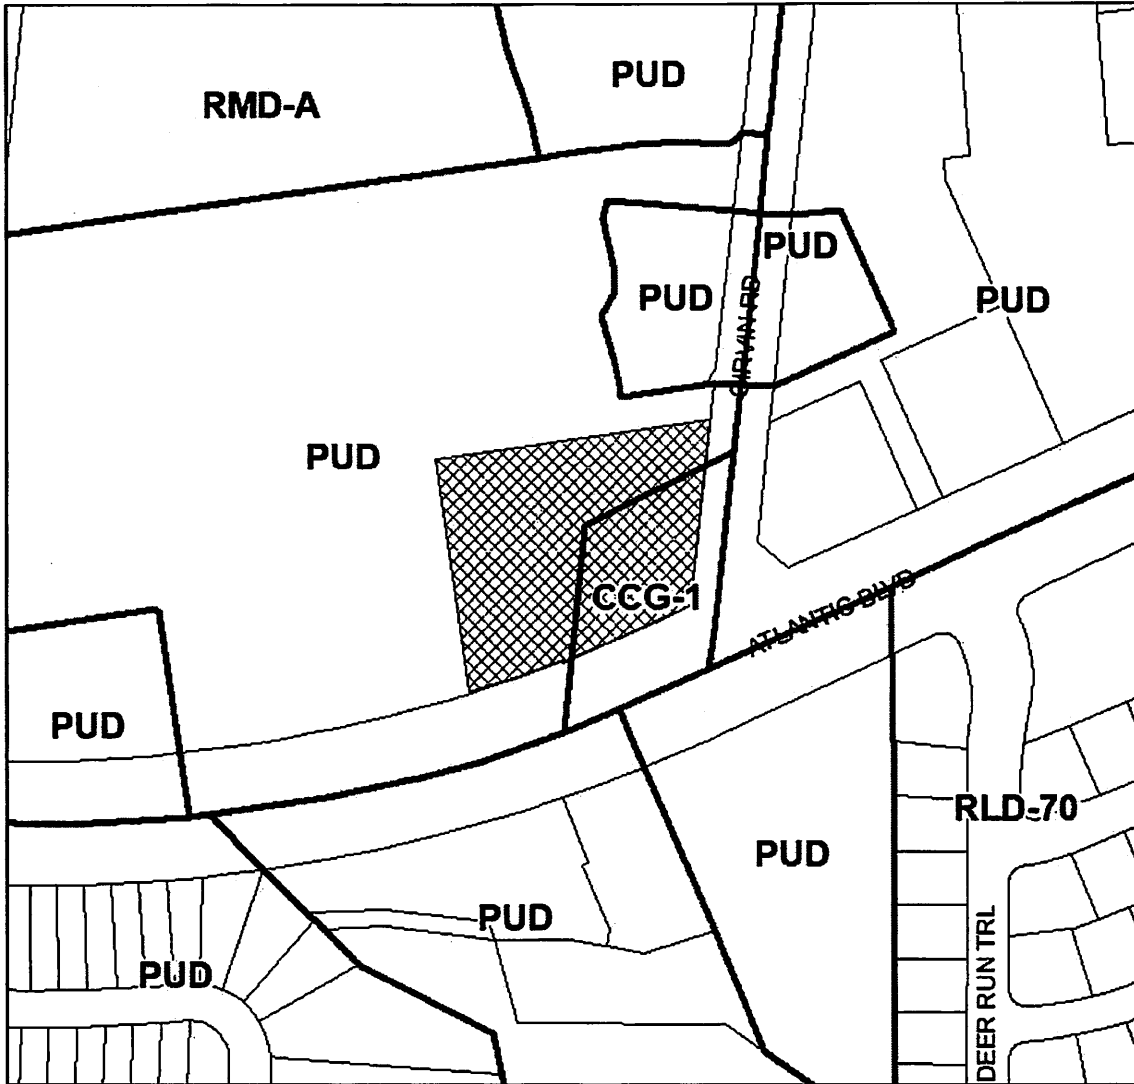 PUD
RMD-A
PUD
PUD
PUD
GIRVIN RD
PUD
CCG-1
ATLANTIC BLVD
PUD
RLD-70
PUD
PUD
PUD
DEER RUN TRL